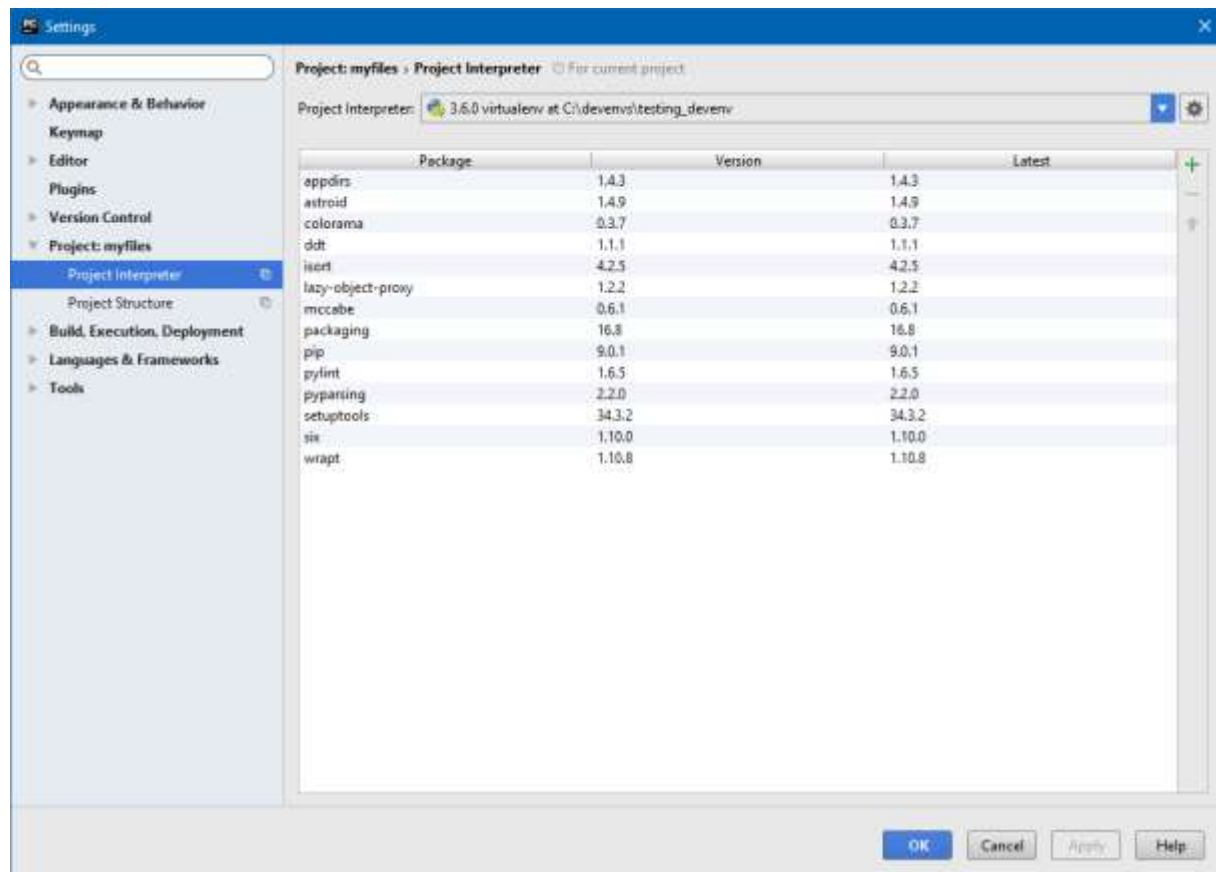 Settings
Project: myfiles › Project Interpreter For current project
Appearance & Behavior
Keymap
Editor
Plugins
Version Control
Project: myfiles
Project Interpreter
Project Structure
Build, Execution, Deployment
Languages & Frameworks
Tools
Project Interpreter: 3.6.0 virtualenv at C:\devenvs\testing_devenv
Package Version Latest
appdirs 1.4.3 1.4.3
astroid 1.4.9 1.4.9
colorama 0.3.7 0.3.7
ddt 1.1.1 1.1.1
isort 4.2.5 4.2.5
lazy-object-proxy 1.2.2 1.2.2
mccabe 0.6.1 0.6.1
packaging 16.8 16.8
pip 9.0.1 9.0.1
pylint 1.6.5 1.6.5
pyparsing 2.2.0 2.2.0
setuptools 34.3.2 34.3.2
six 1.10.0 1.10.0
wrapt 1.10.8 1.10.8
OK Cancel Apply Help